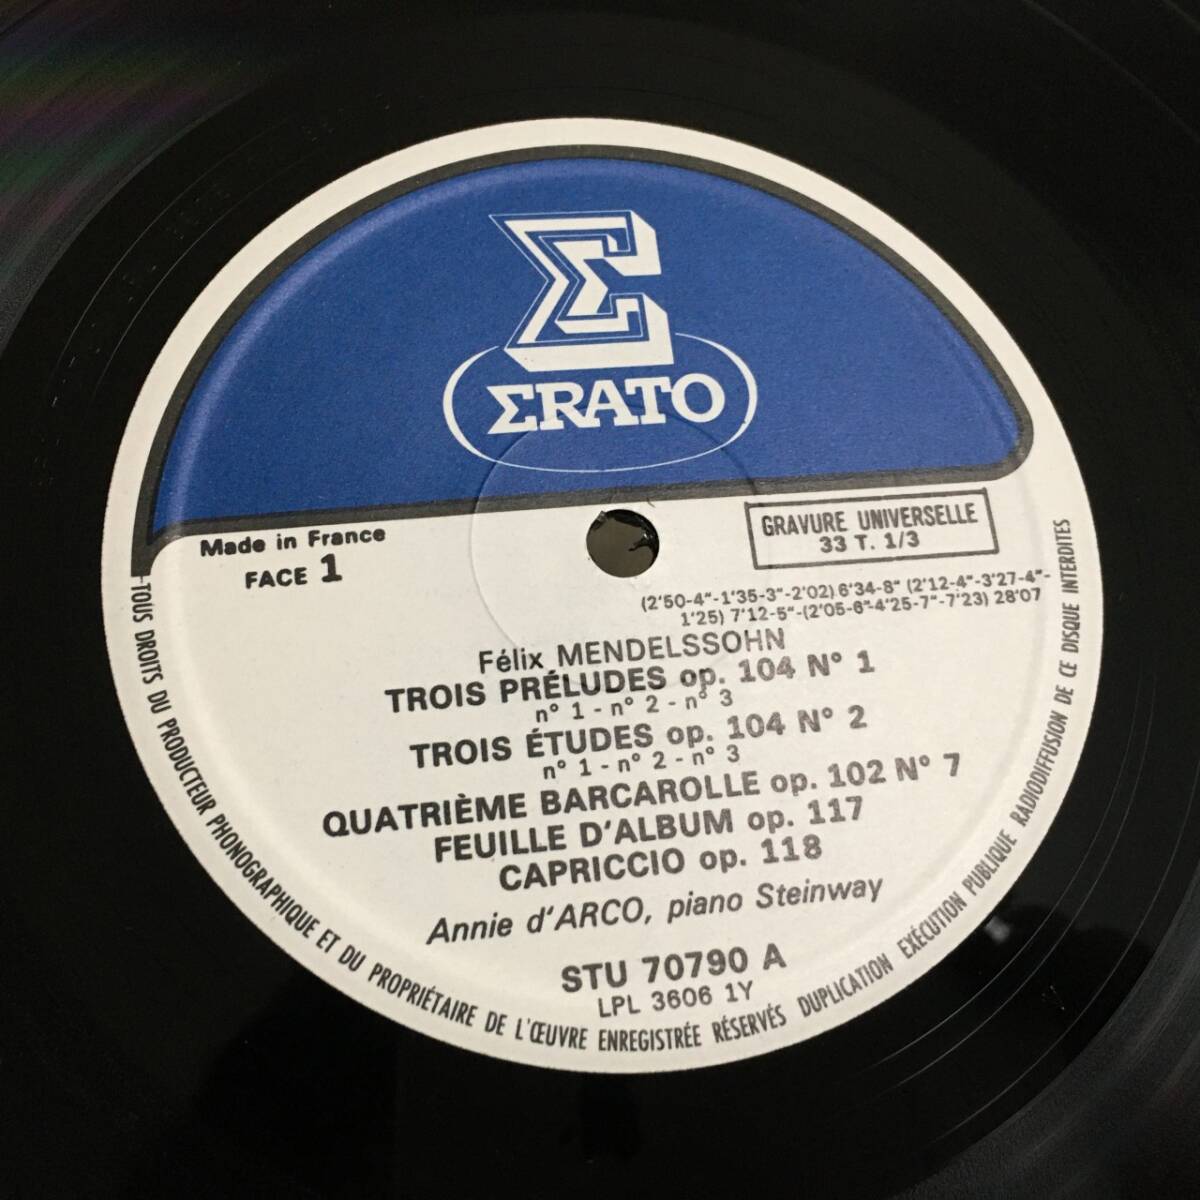 Σ
ΣRATO
Made in France
FACE 1
GRAVURE UNIVERSELLE
33 T. 1/3
(2'50-4"-1'35-3"-2'02) 6'34-8" (2'12-4"-3'27-4"-
1'25) 7'12-5"-(2'05-6"-4'25-7"-7'23) 28'07
Félix MENDELSSOHN
TROIS PRÉLUDES op. 104 N° 1
n° 1 - n° 2 - n° 3
TROIS ÉTUDES op. 104 N° 2
n° 1 - n° 2 - n° 3
QUATRIÈME BARCAROLLE op. 102 N° 7
FEUILLE D'ALBUM op. 117
CAPRICCIO op. 118
Annie d'ARCO, piano Steinway
STU 70790 A
LPL 3606 1Y
TOUS DROITS DU PRODUCTEUR PHONOGRAPHIQUE ET DU PROPRIÉTAIRE DE L'ŒUVRE ENREGISTRÉE RÉSERVÉS DUPLICATION EXÉCUTION PUBLIQUE RADIODIFFUSION DE CE DISQUE INTERDITES